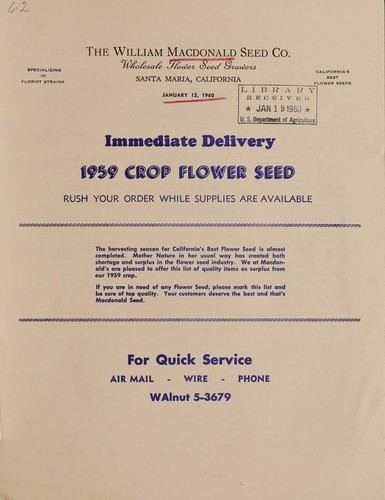 62
THE WILLIAM MACDONALD SEED CO.
Wholesale Flower Seed Growers
SANTA MARIA, CALIFORNIA
SPECIALIZING
IN
FLORIST STRAINS
CALIFORNIA'S
BEST
FLOWER SEEDS
JANUARY 12, 1960
LIBRARY
RECEIVED
★ JAN 19 1960 ★
U. S. Department of Agriculture
Immediate Delivery
1959 CROP FLOWER SEED
RUSH YOUR ORDER WHILE SUPPLIES ARE AVAILABLE
The harvesting season for California's Best Flower Seed is almost
completed. Mother Nature in her usual way has created both
shortage and surplus in the flower seed industry. We at Macdon-
ald's are pleased to offer this list of quality items as surplus from
our 1959 crop.
If you are in need of any Flower Seed, please mark this list and
be sure of top quality. Your customers deserve the best and that's
Macdonald Seed.
For Quick Service
AIR MAIL - WIRE - PHONE
WAlnut 5-3679